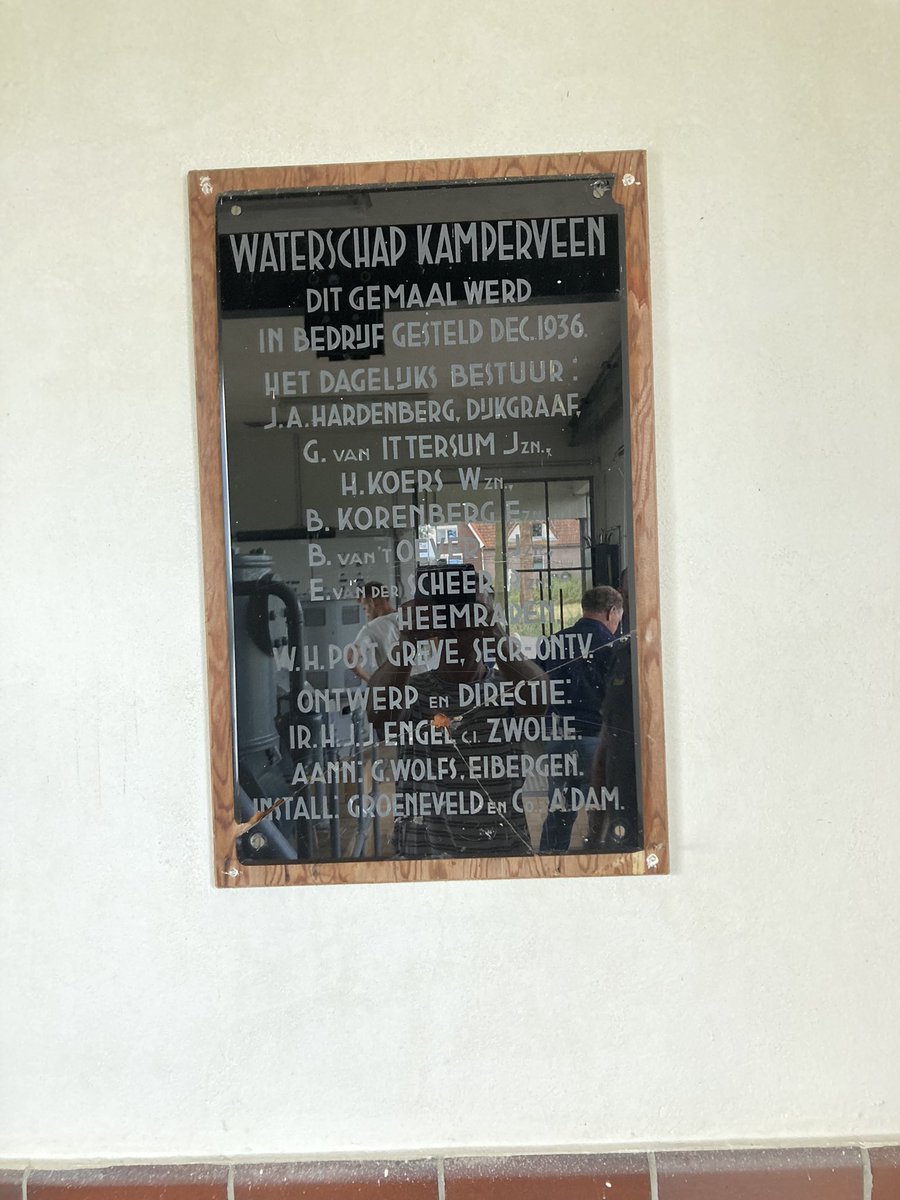 WATERSCHAP KAMPERVEEN
DIT GEMAAL WERD
IN BEDRIJF GESTELD DEC. 1936.
HET DAGELIJKS BESTUUR:
J.A. HARDENBERG, DIJKGRAAF,
G. VAN ITTERSUM JZN.,
H. KOERS WZN.,
B. KORENBERG
B. VAN 'T
E. VAN DER SCHEER
HEEMRADEN
W.H. POST GREVE, SECR-ONTV.
ONTWERP EN DIRECTIE:
IR. H.J.J. ENGEL C.I. ZWOLLE.
AANN: G. WOLFS, EIBERGEN.
INSTALL: GROENEVELD EN CO. A'DAM.